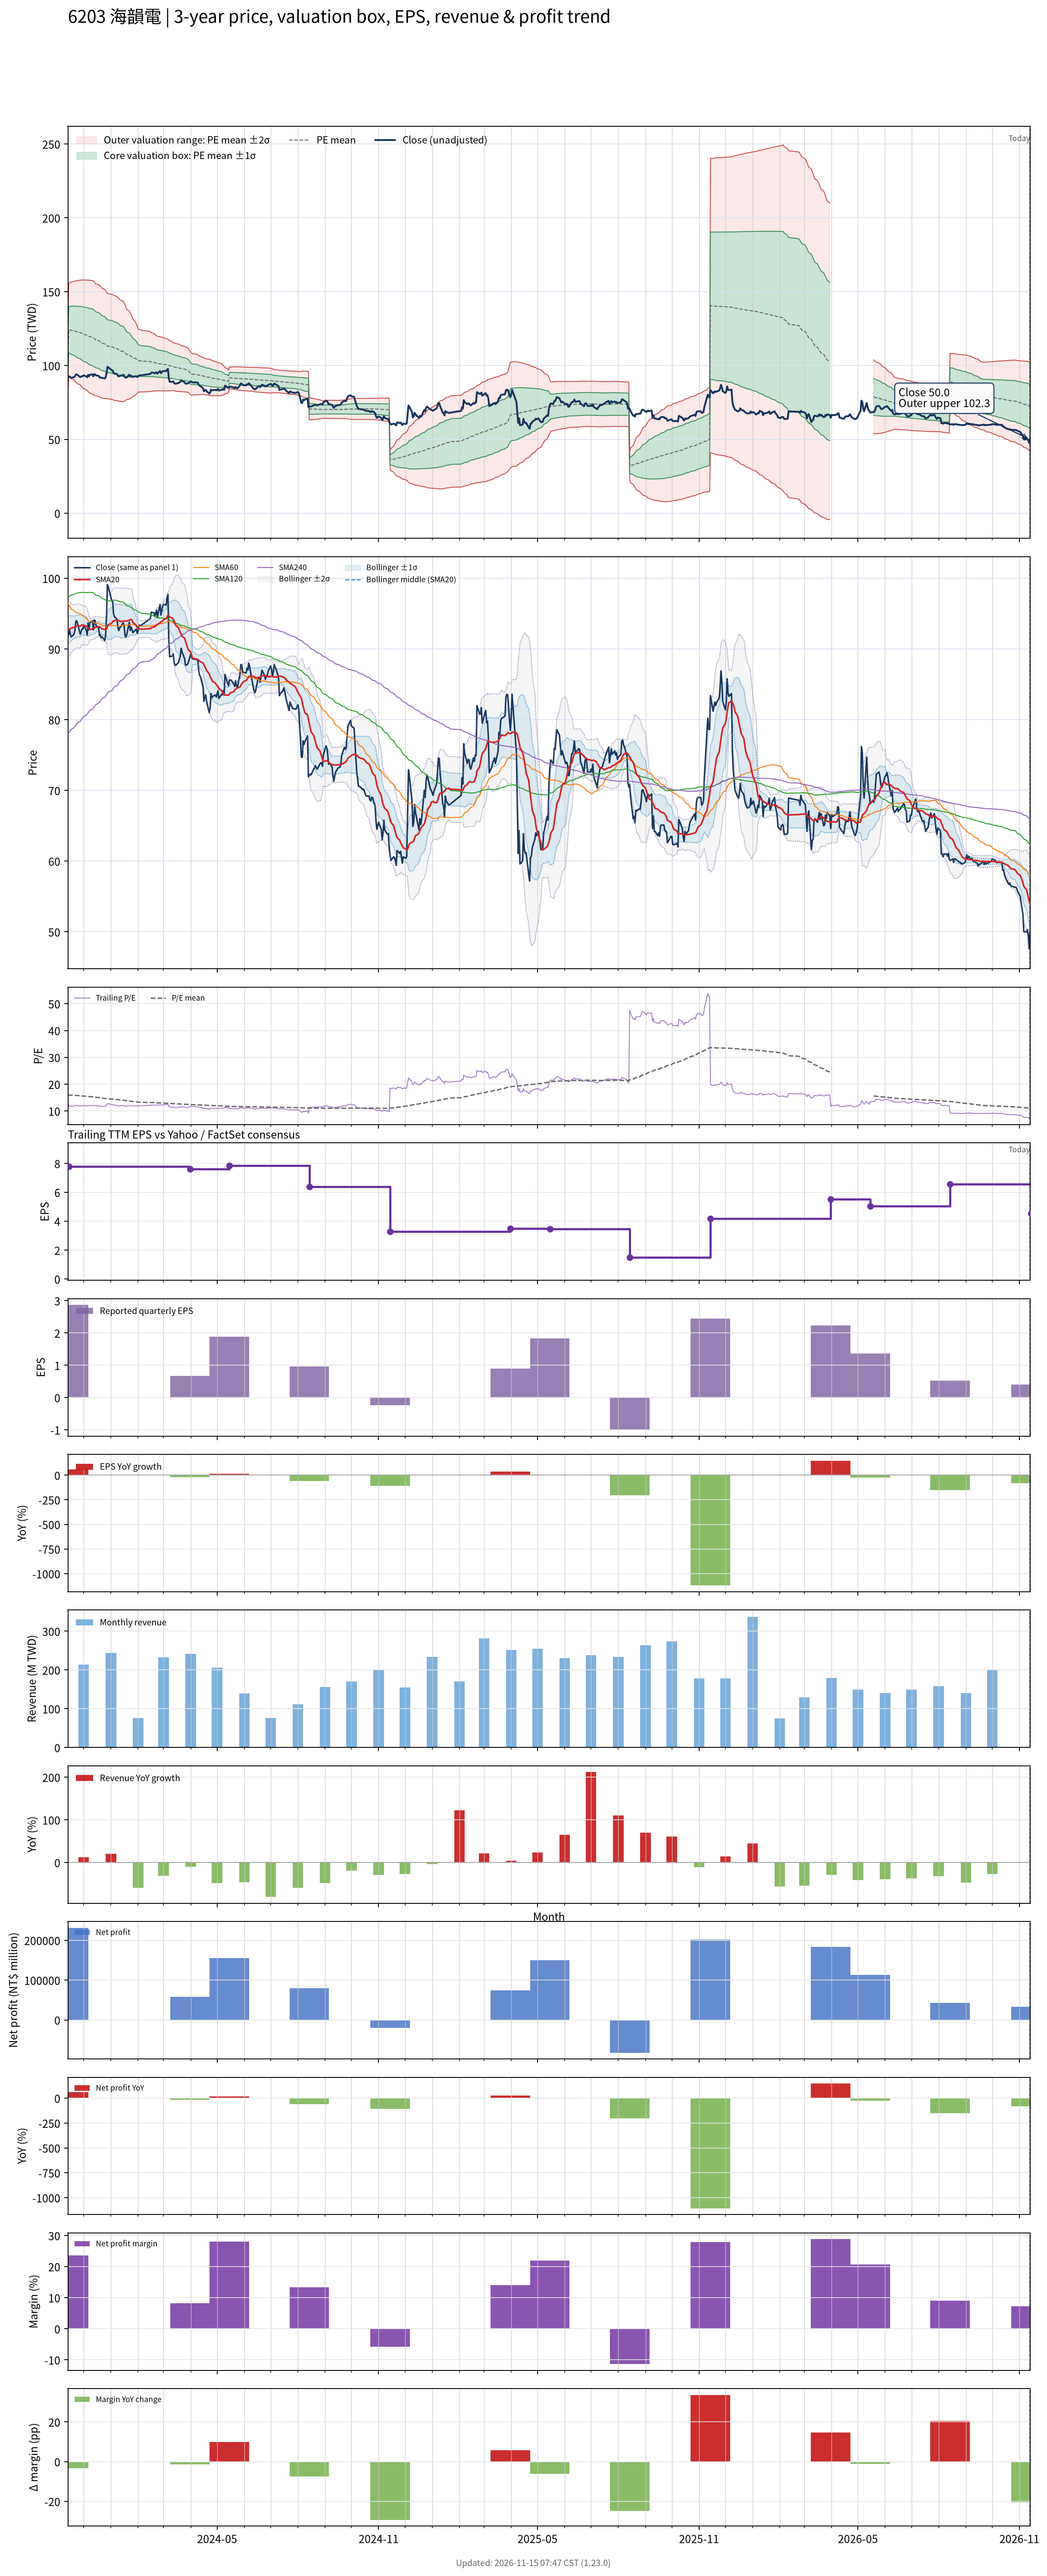 6203 海韻電 | 3-year price, valuation box, EPS, revenue & profit trend
Outer valuation range: PE mean ±2σ
PE mean
Close (unadjusted)
Core valuation box: PE mean ±1σ
Today
250
200
150
100
50
0
Price (TWD)
Close 50.0
Outer upper 102.3
Close (same as panel 1)
SMA60
SMA240
Bollinger ±1σ
SMA20
SMA120
Bollinger ±2σ
Bollinger middle (SMA20)
100
90
80
70
60
50
Price
Trailing P/E
P/E mean
50
40
30
20
10
P/E
Trailing TTM EPS vs Yahoo / FactSet consensus
Today
8
6
4
2
0
EPS
Reported quarterly EPS
3
2
1
0
-1
EPS
EPS YoY growth
0
-250
-500
-750
-1000
YoY (%)
Monthly revenue
300
200
100
0
Revenue (M TWD)
Revenue YoY growth
200
100
0
YoY (%)
Month
Net profit
200000
100000
0
Net profit (NT$ million)
Net profit YoY
0
-250
-500
-750
-1000
YoY (%)
Net profit margin
30
20
10
0
-10
Margin (%)
Margin YoY change
20
0
-20
Δ margin (pp)
2024-05
2024-11
2025-05
2025-11
2026-05
2026-11
Updated: 2026-11-15 07:47 CST (1.23.0)